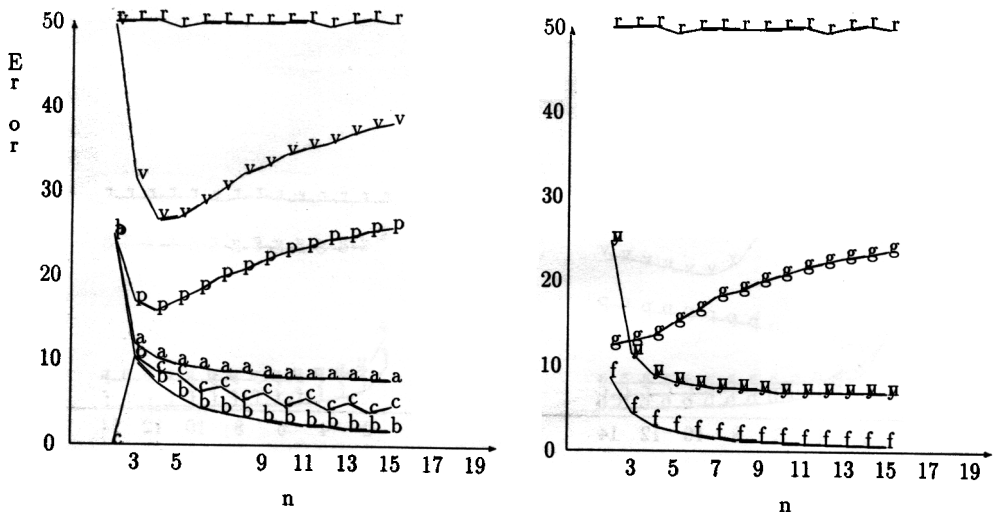 50
40
30
20
10
0
E
r
o
r
r r r r r r r r r r r r r
v v v v v v v v v v v v v
p p p p p p p p p p p p p
a a a a a a a a a a a a a
c c c c c c c c c c c
b b b b b b b b b b b
c
3 5 9 11 13 15 17 19
n
50
40
30
20
10
0
r r r r r r r r r r r r r r
g g g g g g g g g g g g g g
y y y y y y y y y y y y
f f f f f f f f f f f f f f
3 5 7 9 11 13 15 17 19
n